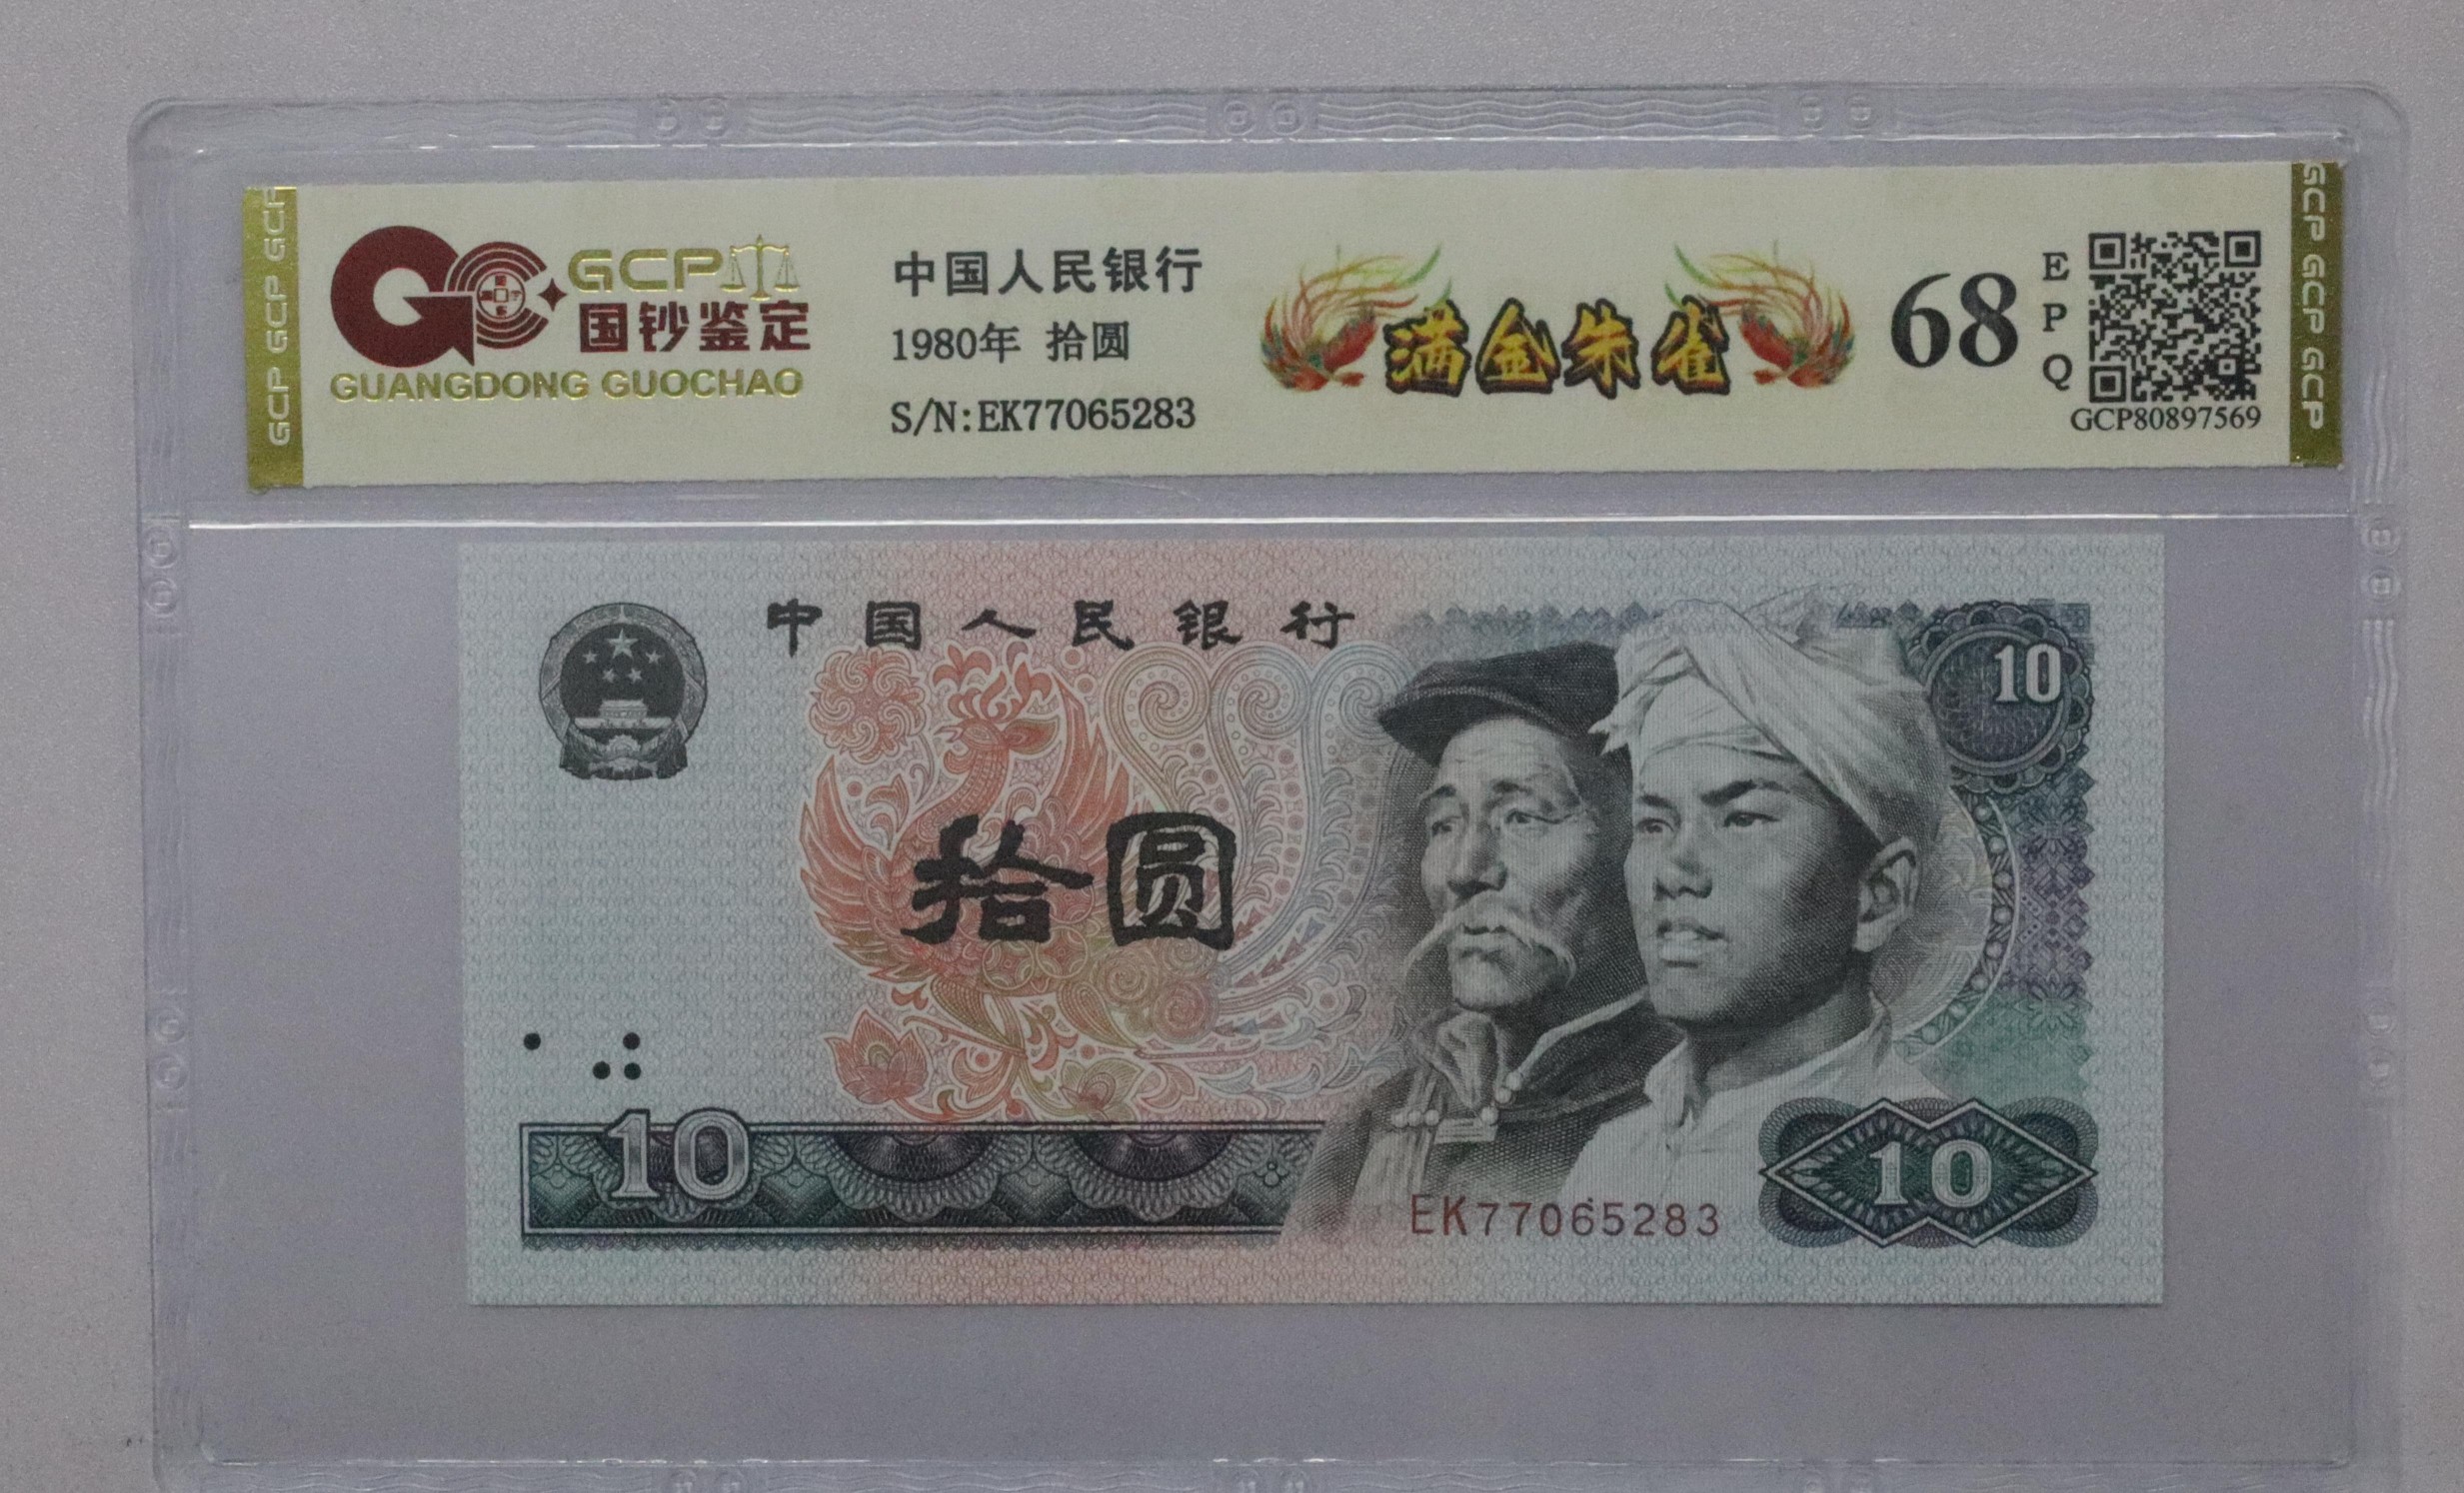 GCP
国钞鉴定
GUANGDONG GUOCHAO
中国人民银行
1980年 拾圆
S/N:EK77065283
满金朱雀
68
E
P
Q
GCP80897569
GCP GCP GCP
GCP GCP GCP
中国人民银行
10
拾圆
10
EK77065283
10